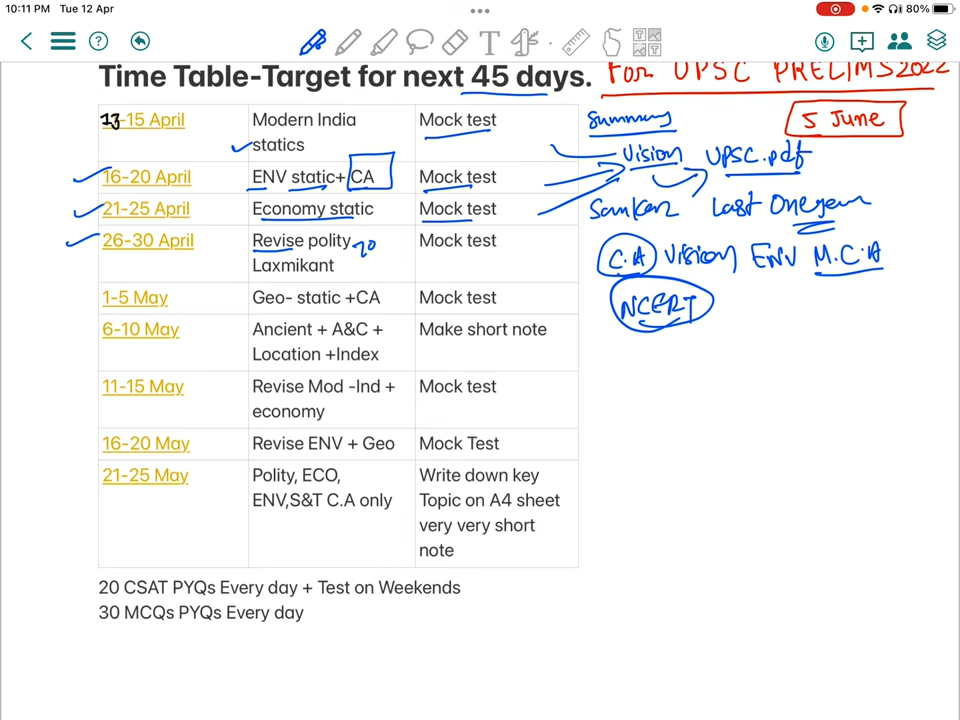 10:11 PM Tue 12 Apr
80%
Time Table-Target for next 45 days. For UPSC PRELIMS 2022
13-15 April Modern India statics Mock test
16-20 April ENV static+ CA Mock test
21-25 April Economy static Mock test
26-30 April Revise polity Laxmikant Mock test
1-5 May Geo- static +CA Mock test
6-10 May Ancient + A&C + Location +Index Make short note
11-15 May Revise Mod -Ind + economy Mock test
16-20 May Revise ENV + Geo Mock Test
21-25 May Polity, ECO, ENV,S&T C.A only Write down key Topic on A4 sheet very very short note
20 CSAT PYQs Every day + Test on Weekends
30 MCQs PYQs Every day
Summary
5 June
Vision UPSC.pdf
Sankar Last One year
C.A Vision ENV M.C.A
NCERT